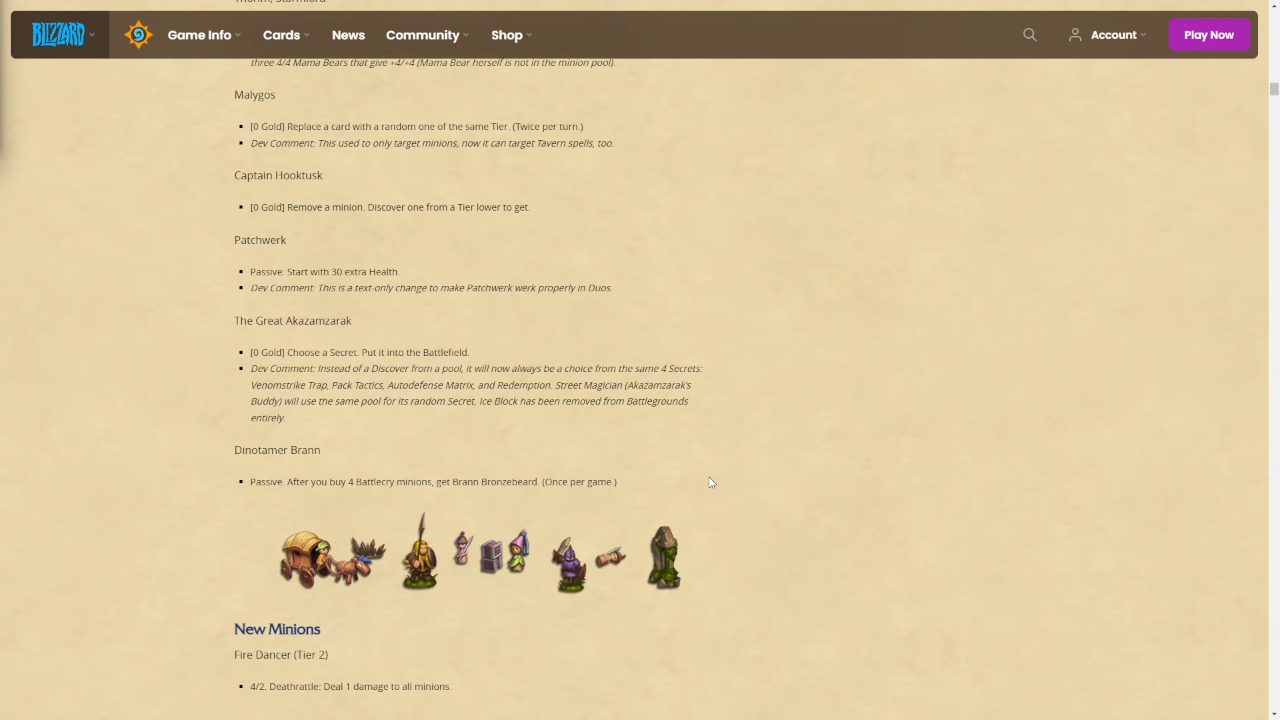 Thorim, Stormlord
BLIZZARD
Game Info
Cards
News
Community
Shop
Account
Play Now
three 4/4 Mama Bears that give +4/+4 (Mama Bear herself is not in the minion pool).
Malygos
[0 Gold] Replace a card with a random one of the same Tier. (Twice per turn.)
Dev Comment: This used to only target minions, now it can target Tavern spells, too.
Captain Hooktusk
[0 Gold] Remove a minion. Discover one from a Tier lower to get.
Patchwerk
Passive: Start with 30 extra Health.
Dev Comment: This is a text-only change to make Patchwerk werk properly in Duos.
The Great Akazamzarak
[0 Gold] Choose a Secret. Put it into the Battlefield.
Dev Comment: Instead of a Discover from a pool, it will now always be a choice from the same 4 Secrets:
Venomstrike Trap, Pack Tactics, Autodefense Matrix, and Redemption. Street Magician (Akazamzarak's
Buddy) will use the same pool for its random Secret. Ice Block has been removed from Battlegrounds
entirely.
Dinotamer Brann
Passive. After you buy 4 Battlecry minions, get Brann Bronzebeard. (Once per game.)
New Minions
Fire Dancer (Tier 2)
4/2. Deathrattle: Deal 1 damage to all minions.